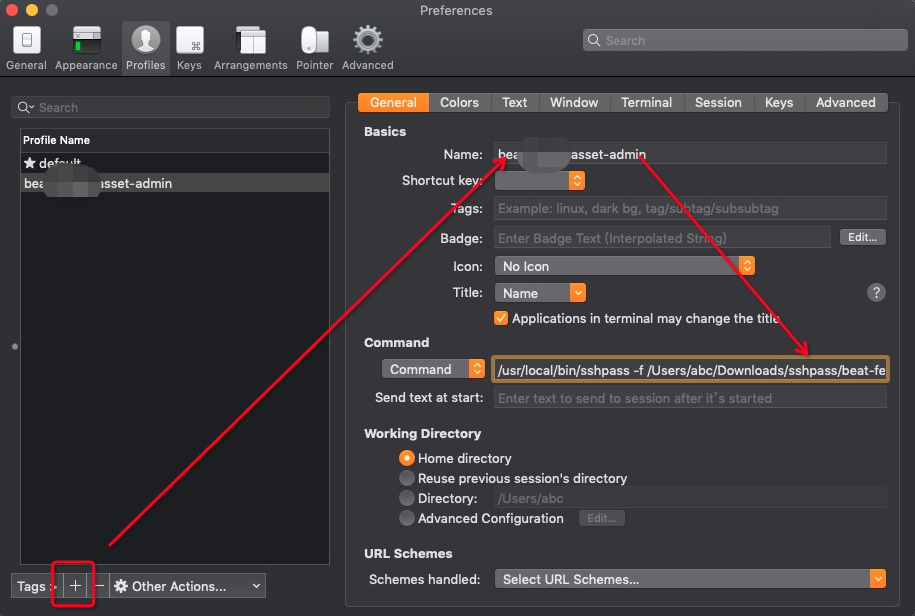 Preferences
General Appearance Profiles Keys Arrangements Pointer Advanced
Search
Search
Profile Name
default
bea asset-admin
Tags > + − Other Actions...
General Colors Text Window Terminal Session Keys Advanced
Basics
Name: bea asset-admin
Shortcut key:
Tags: Example: linux, dark bg, tag/subtag/subsubtag
Badge: Enter Badge Text (Interpolated String) Edit...
Icon: No Icon
Title: Name ?
Applications in terminal may change the title
Command
Command /usr/local/bin/sshpass -f /Users/abc/Downloads/sshpass/beat-fe
Send text at start: Enter text to send to session after it's started
Working Directory
Home directory
Reuse previous session's directory
Directory: /Users/abc
Advanced Configuration Edit...
URL Schemes
Schemes handled: Select URL Schemes...